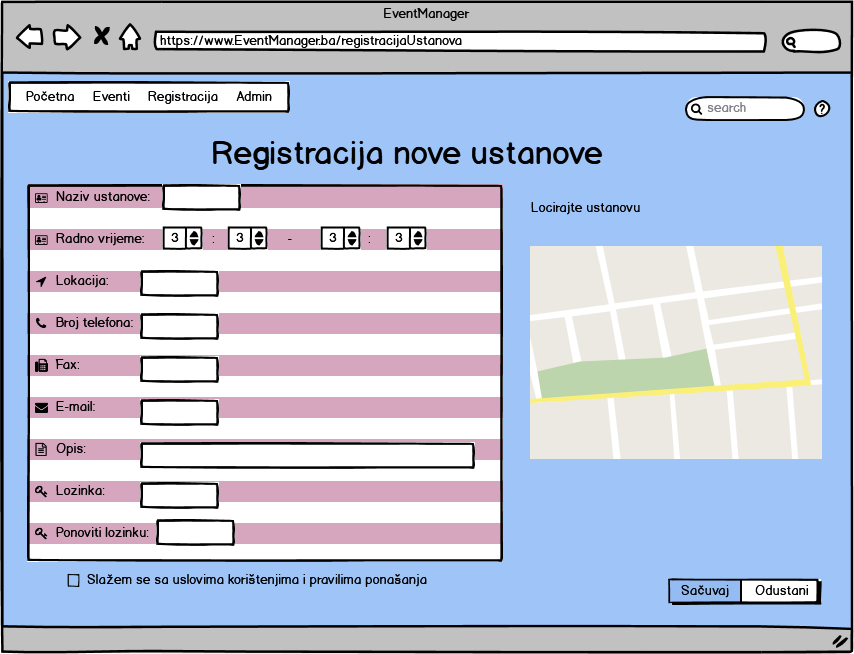 EventManager
https://www.EventManager.ba/registracijaUstanova
Početna Eventi Registracija Admin
search
?
Registracija nove ustanove
Naziv ustanove:
Locirajte ustanovu
Radno vrijeme: 3 : 3 - 3 : 3
Lokacija:
Broj telefona:
Fax:
E-mail:
Opis:
Lozinka:
Ponoviti lozinku:
Slažem se sa uslovima korištenjima i pravilima ponašanja
Sačuvaj Odustani